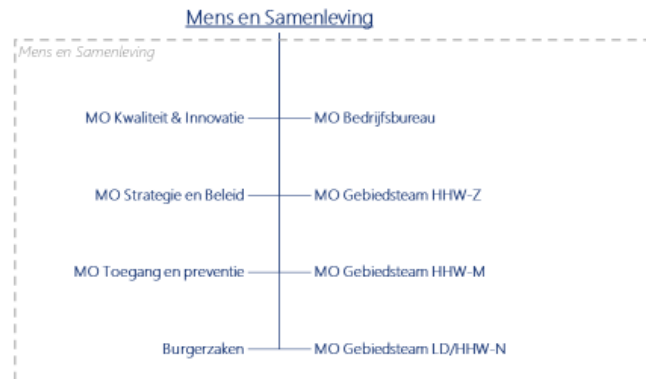 Mens en Samenleving
Mens en Samenleving
MO Kwaliteit & Innovatie
MO Bedrijfsbureau
MO Strategie en Beleid
MO Gebiedsteam HHW-Z
MO Toegang en preventie
MO Gebiedsteam HHW-M
Burgerzaken
MO Gebiedsteam LD/HHW-N